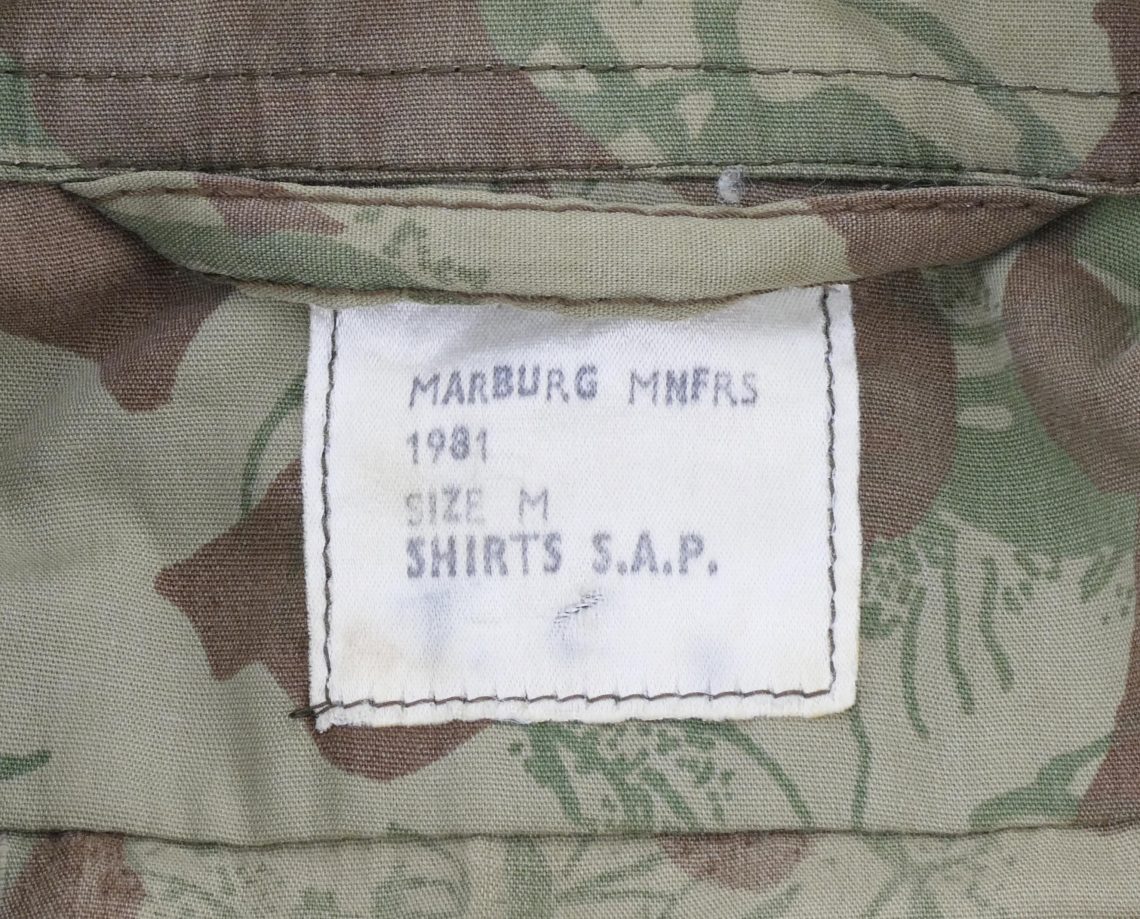 MARBURG MNFRS
1981
SIZE M
SHIRTS S.A.P.